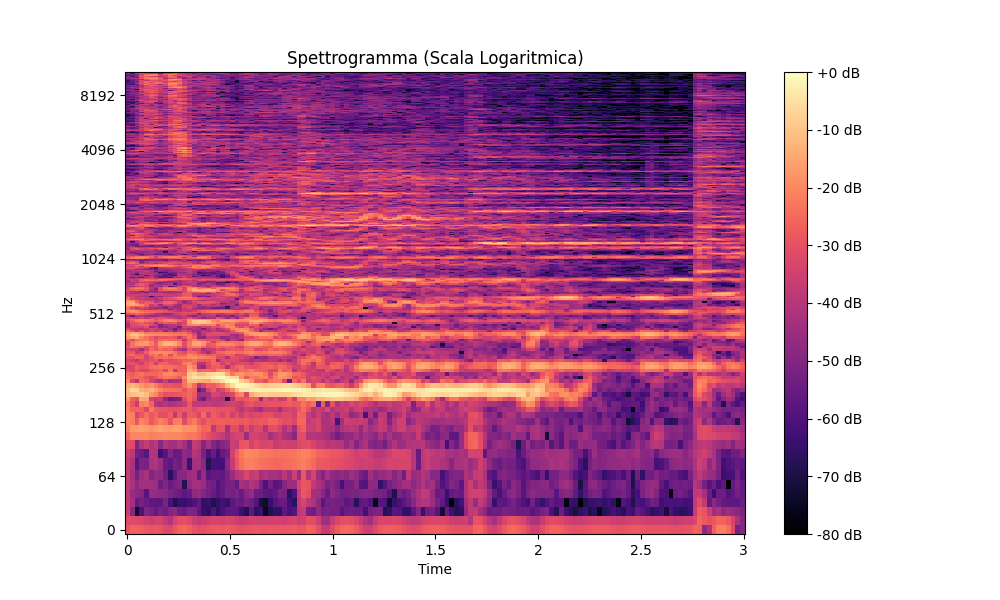 Spettrogramma (Scala Logaritmica)
Hz
8192
4096
2048
1024
512
256
128
64
0
0 0.5 1 1.5 2 2.5 3
Time
+0 dB
-10 dB
-20 dB
-30 dB
-40 dB
-50 dB
-60 dB
-70 dB
-80 dB